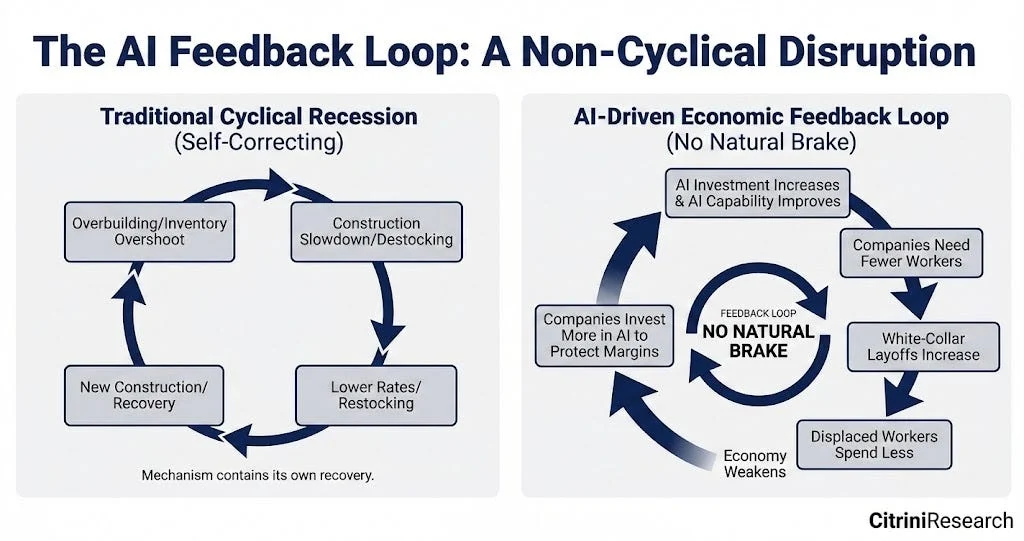 The AI Feedback Loop: A Non-Cyclical Disruption
Traditional Cyclical Recession
(Self-Correcting)
Overbuilding/Inventory
Overshoot
Construction
Slowdown/Destocking
Lower Rates/
Restocking
New Construction/
Recovery
Mechanism contains its own recovery.
AI-Driven Economic Feedback Loop
(No Natural Brake)
AI Investment Increases
& AI Capability Improves
Companies Need
Fewer Workers
White-Collar
Layoffs Increase
Displaced Workers
Spend Less
Economy
Weakens
Companies Invest
More in AI to
Protect Margins
FEEDBACK LOOP
NO NATURAL
BRAKE
CitriniResearch